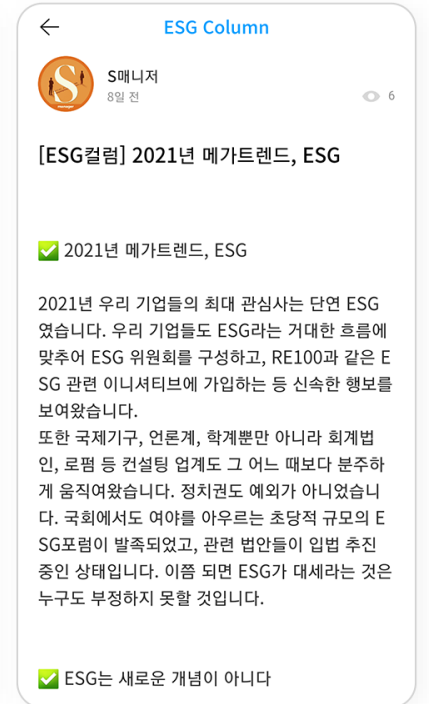 ESG Column
S매니저
8일 전
6
[ESG컬럼] 2021년 메가트렌드, ESG
✅ 2021년 메가트렌드, ESG
2021년 우리 기업들의 최대 관심사는 단연 ESG
였습니다. 우리 기업들도 ESG라는 거대한 흐름에
맞추어 ESG 위원회를 구성하고, RE100과 같은 E
SG 관련 이니셔티브에 가입하는 등 신속한 행보를
보여왔습니다.
또한 국제기구, 언론계, 학계뿐만 아니라 회계법
인, 로펌 등 컨설팅 업계도 그 어느 때보다 분주하
게 움직여왔습니다. 정치권도 예외가 아니었습니
다. 국회에서도 여야를 아우르는 초당적 규모의 E
SG포럼이 발족되었고, 관련 법안들이 입법 추진
중인 상태입니다. 이쯤 되면 ESG가 대세라는 것은
누구도 부정하지 못할 것입니다.
✅ ESG는 새로운 개념이 아니다